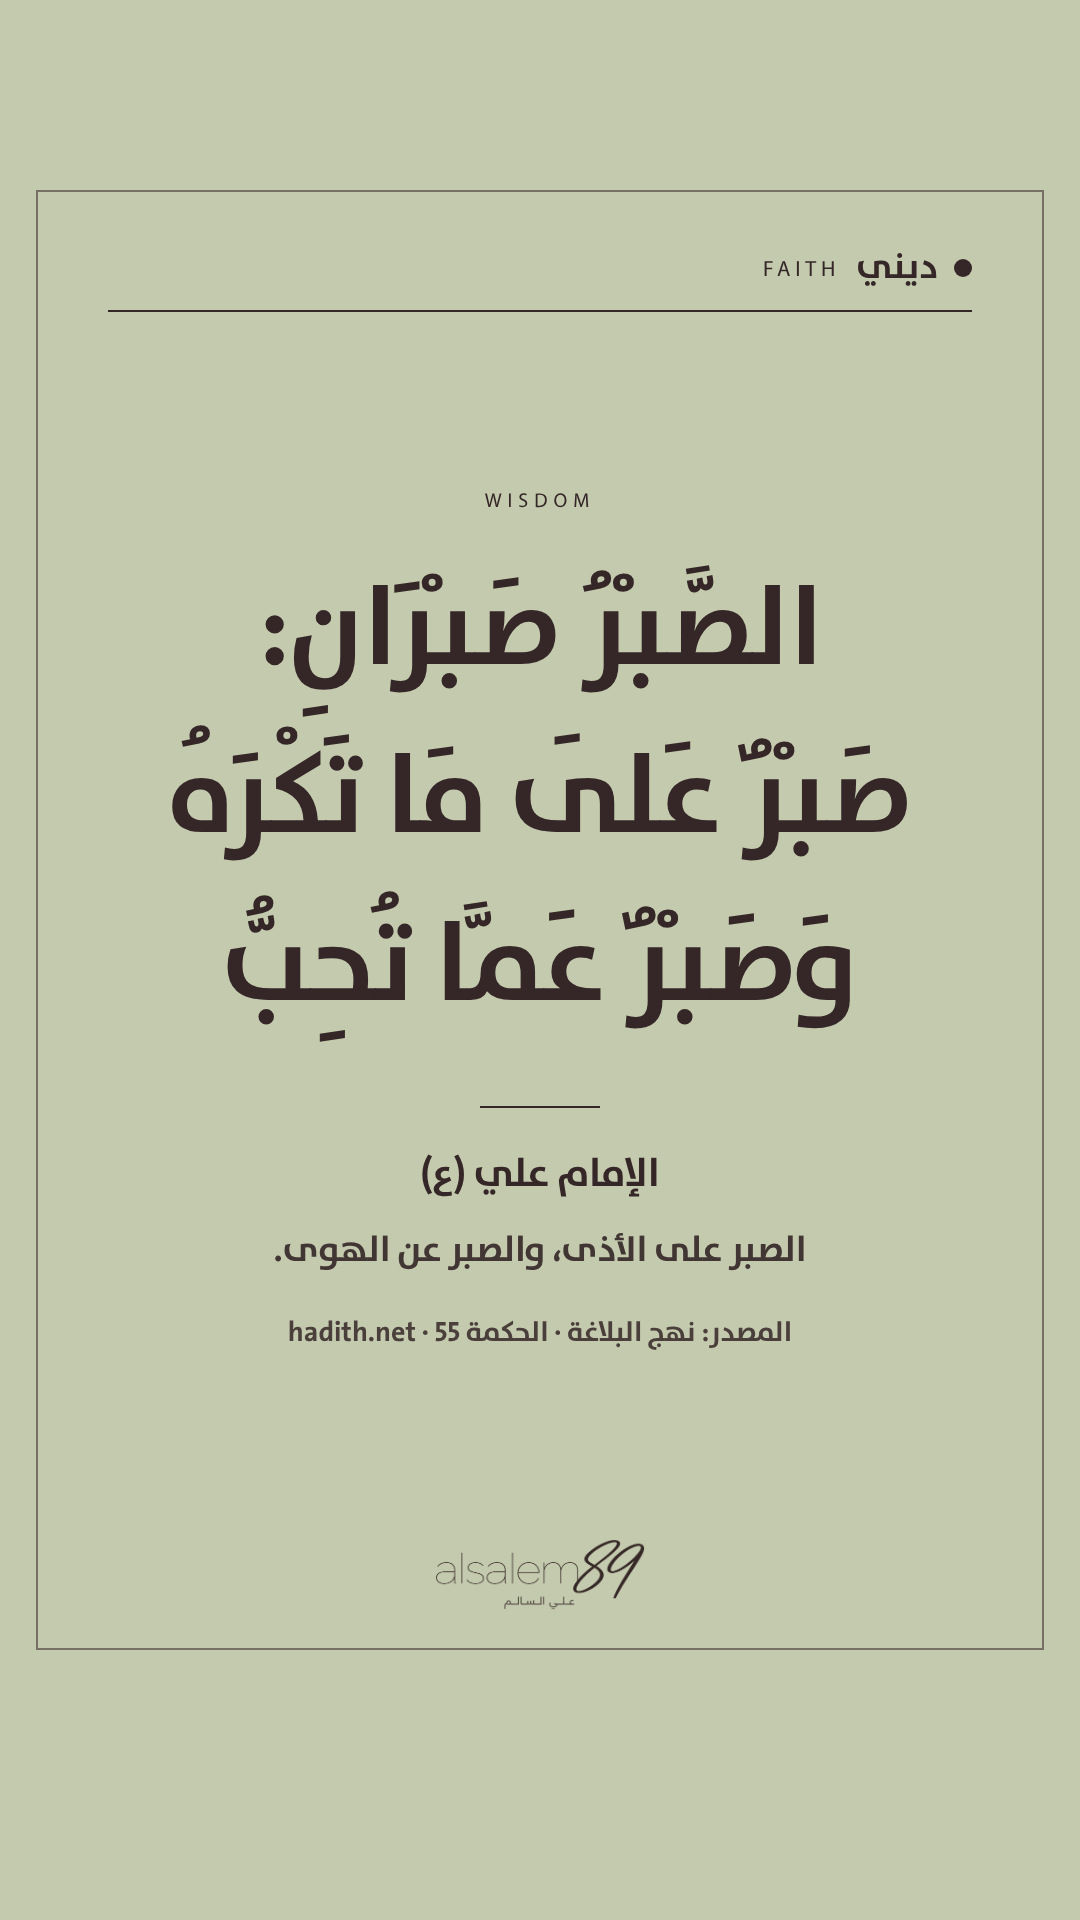 ديني FAITH
WISDOM
الصَّبْرُ صَبْرَانِ:
صَبْرٌ عَلَى مَا تَكْرَهُ
وَصَبْرٌ عَمَّا تُحِبُّ
الإمام علي (ع)
الصبر على الأذى، والصبر عن الهوى.
المصدر: نهج البلاغة · الحكمة 55 · hadith.net
alsalem89
علي السالم